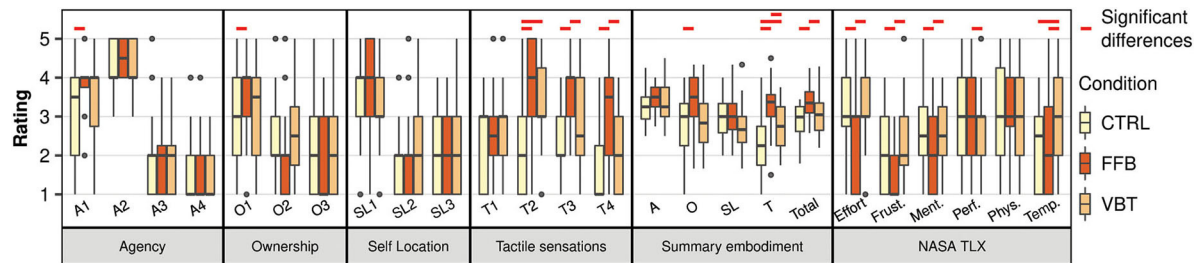 Rating
5
4
3
2
1
A1 A2 A3 A4 O1 O2 O3 SL1 SL2 SL3 T1 T2 T3 T4 A O SL T Total Effort Frust. Ment. Perf. Phys. Temp.
Agency Ownership Self Location Tactile sensations Summary embodiment NASA TLX
Significant
differences
Condition
CTRL
FFB
VBT